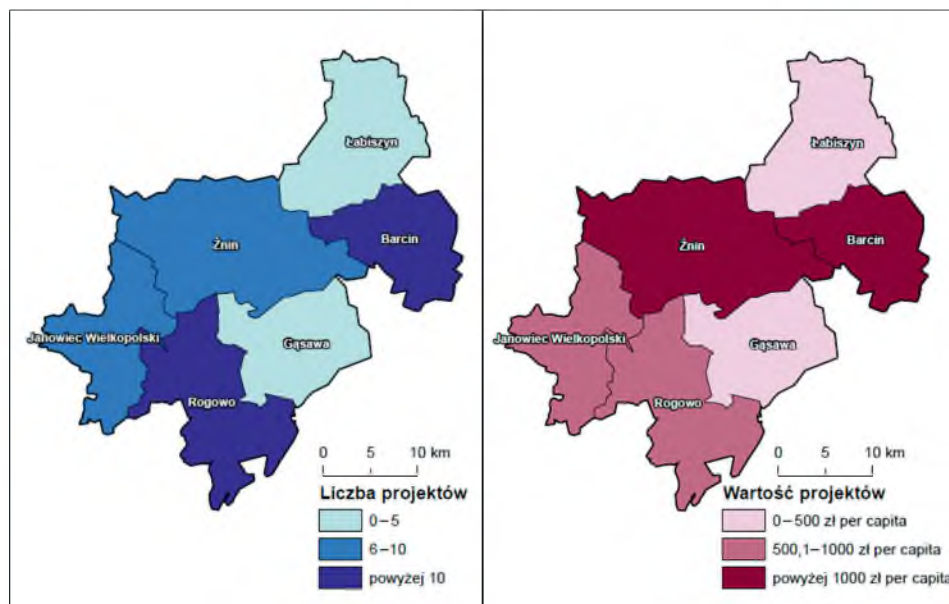 Łabiszyn
Żnin
Barcin
Janowiec Wielkopolski
Gąsawa
Rogowo
0 5 10 km
Liczba projektów
0–5
6–10
powyżej 10
Łabiszyn
Żnin
Barcin
Janowiec Wielkopolski
Gąsawa
Rogowo
0 5 10 km
Wartość projektów
0–500 zł per capita
500,1–1000 zł per capita
powyżej 1000 zł per capita